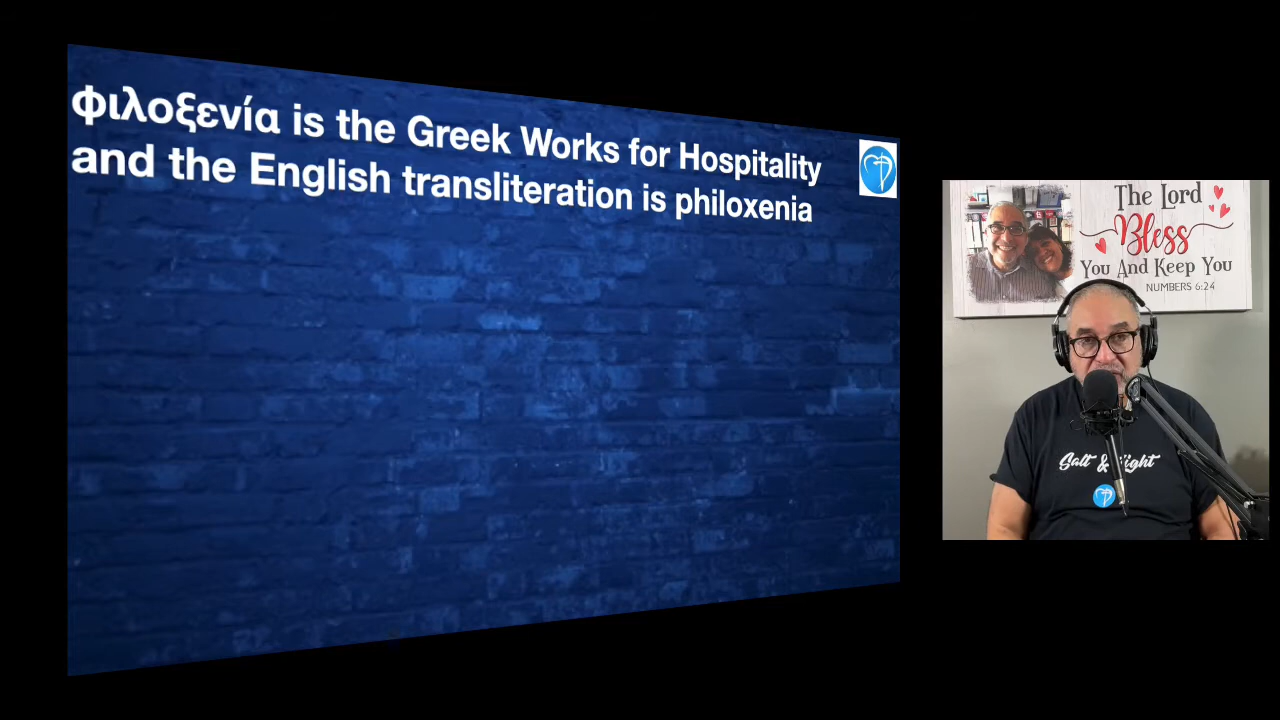 φιλοξενία is the Greek Works for Hospitality
and the English transliteration is philoxenia
The Lord
Bless
You And Keep You
NUMBERS 6:24
Salt & Light